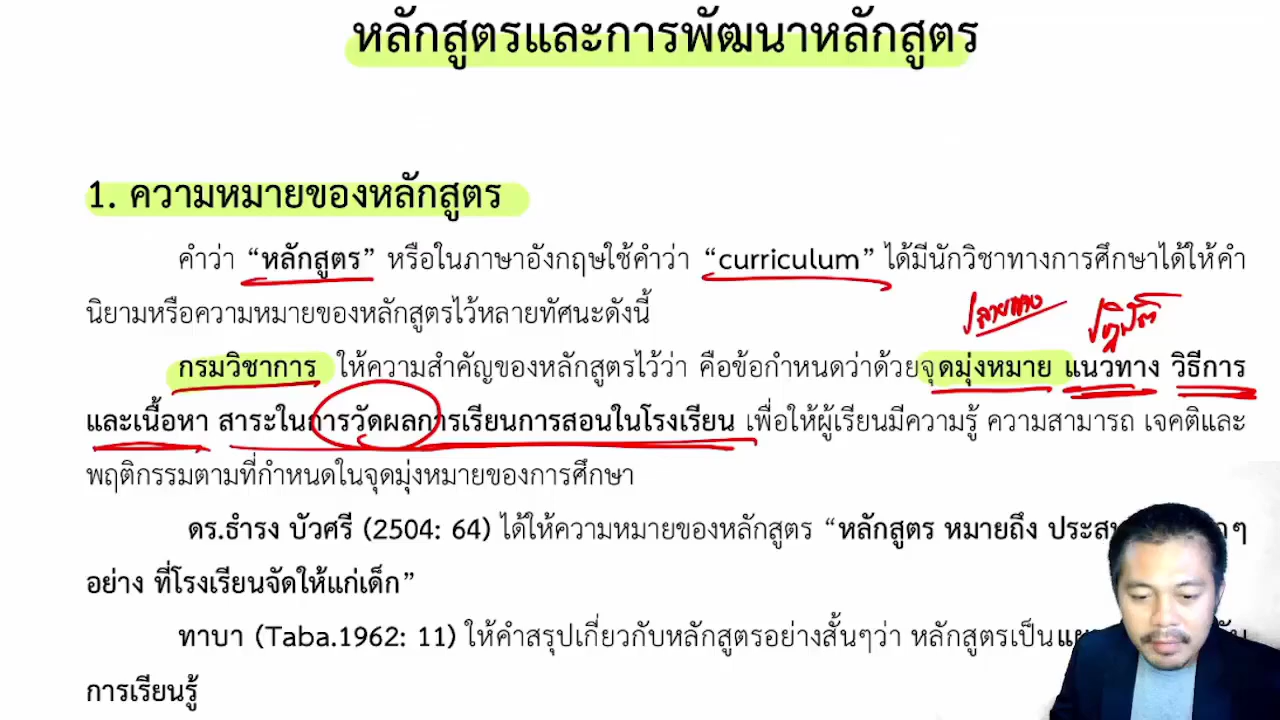 หลักสูตรและการพัฒนาหลักสูตร
1. ความหมายของหลักสูตร
คำว่า “หลักสูตร” หรือในภาษาอังกฤษใช้คำว่า “curriculum” ได้มีนักวิชาทางการศึกษาได้ให้คำ
นิยามหรือความหมายของหลักสูตรไว้หลายทัศนะดังนี้
ปลายทาง ปฏิบัติ
กรมวิชาการ ให้ความสำคัญของหลักสูตรไว้ว่า คือข้อกำหนดว่าด้วยจุดมุ่งหมาย แนวทาง วิธีการ
และเนื้อหา สาระในการวัดผลการเรียนการสอนในโรงเรียน เพื่อให้ผู้เรียนมีความรู้ ความสามารถ เจคติและ
พฤติกรรมตามที่กำหนดในจุดมุ่งหมายของการศึกษา
ดร.ธำรง บัวศรี (2504: 64) ได้ให้ความหมายของหลักสูตร “หลักสูตร หมายถึง ๆ
อย่าง ที่โรงเรียนจัดให้แก่เด็ก”
ทาบา (Taba.1962: 11) ให้คำสรุปเกี่ยวกับหลักสูตรอย่างสั้นๆว่า หลักสูตรเป็น
การเรียนรู้